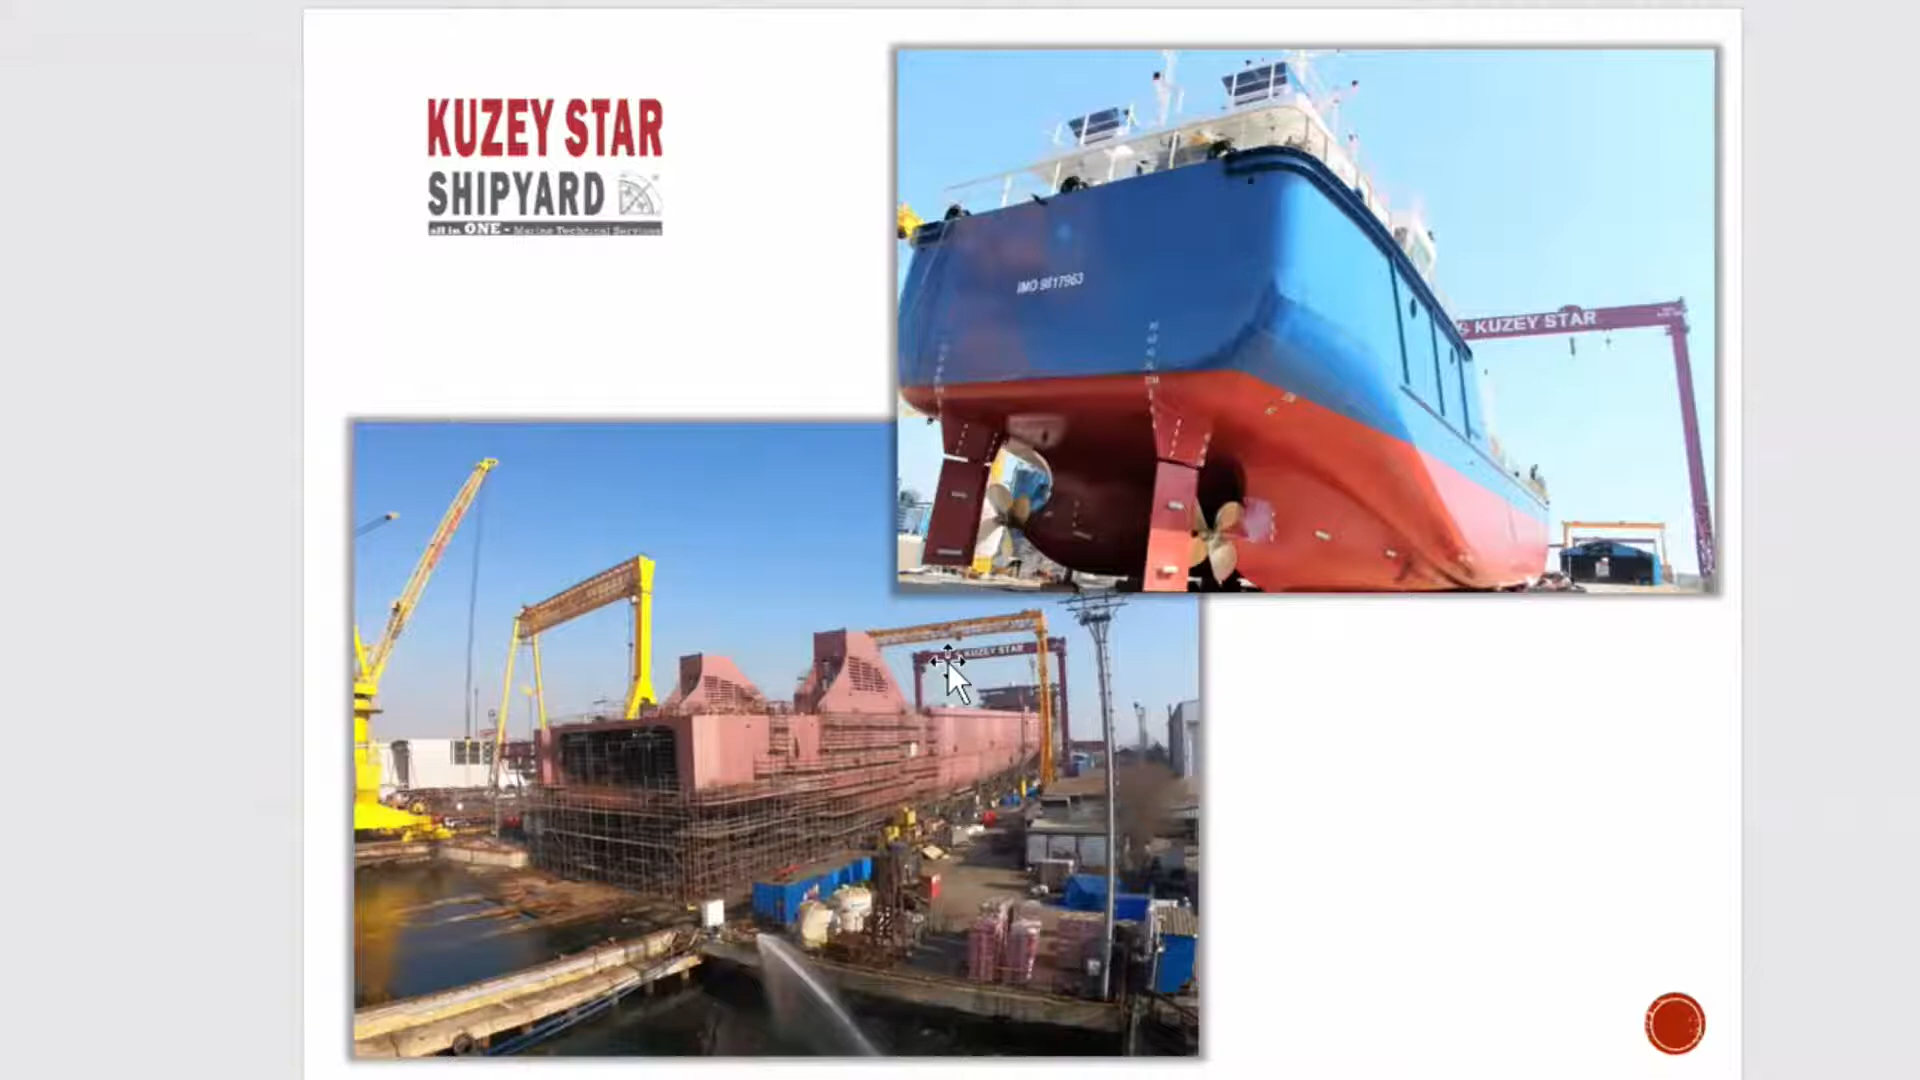 KUZEY STAR
SHIPYARD
all in ONE - Marine Technical Services
IMO 9817963
KUZEY STAR
KUZEY STAR